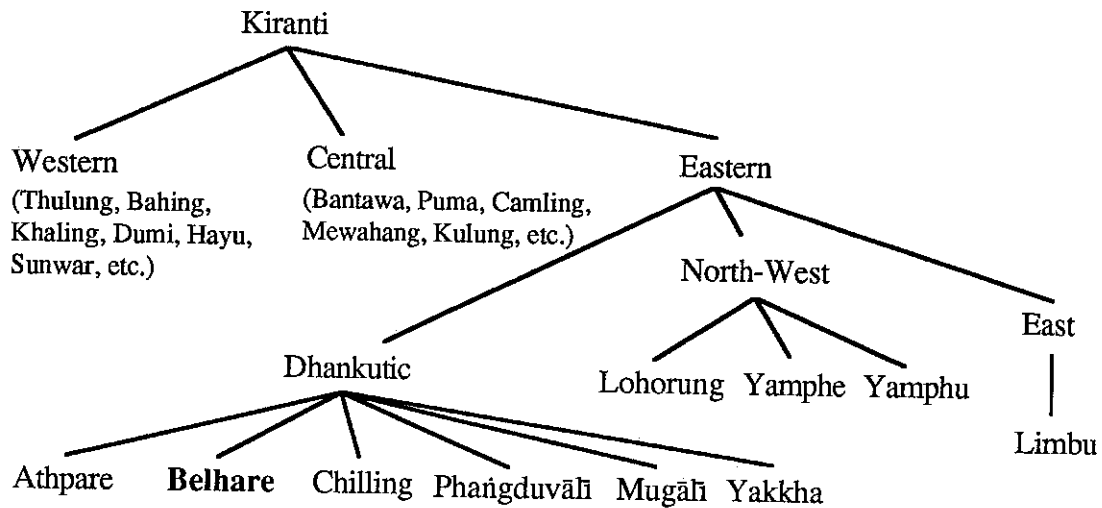 Kiranti
Western
(Thulung, Bahing,
Khaling, Dumi, Hayu,
Sunwar, etc.)
Central
(Bantawa, Puma, Camling,
Mewahang, Kulung, etc.)
Eastern
North-West
East
Dhankutic
Lohorung Yamphe Yamphu
Limbu
Athpare Belhare Chilling Phaṅgduvālī Mugālī Yakkha